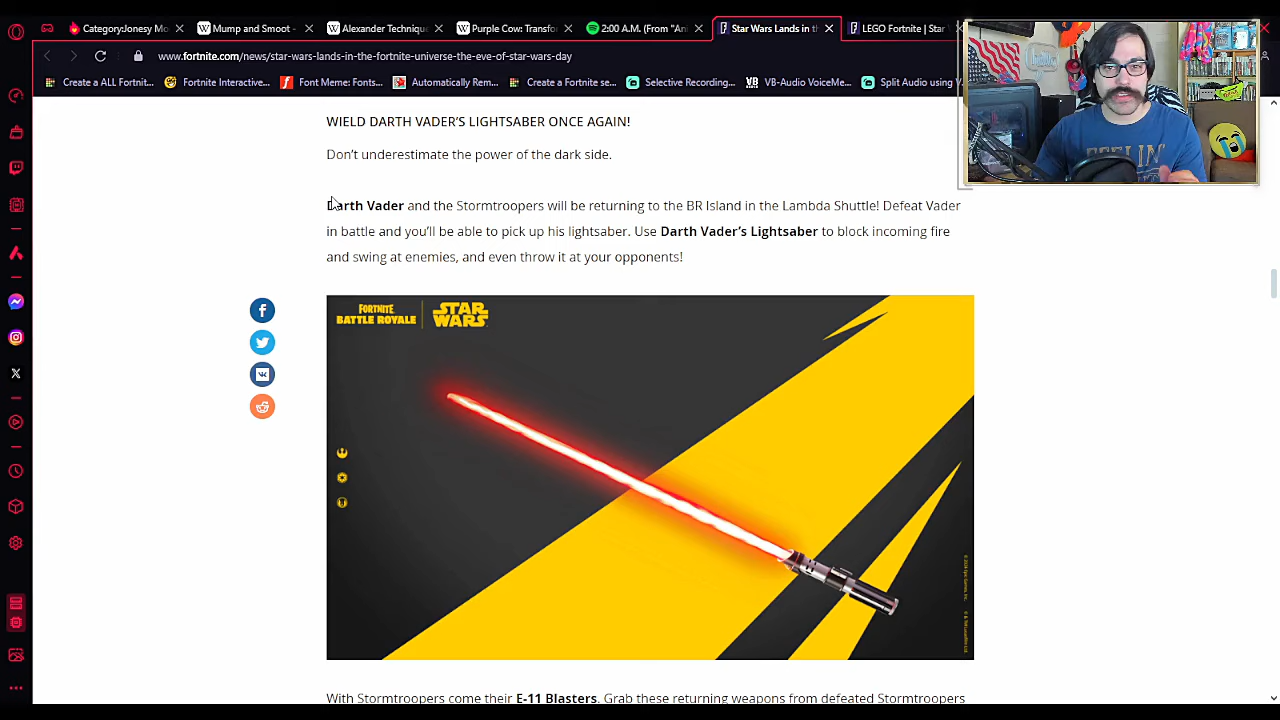 Category:Jonesy Mo
Mump and Smoot
Alexander Technique
Purple Cow: Transf
2:00 A.M. (From "An
Star Wars Lands in th
LEGO Fortnite | Star
www.fortnite.com/news/star-wars-lands-in-the-fortnite-universe-the-eve-of-star-wars-day
Create a ALL Fortnit...
Fortnite Interactive...
Font Meme: Fonts...
Automatically Rem...
Create a Fortnite se...
Selective Recording...
VB-Audio VoiceMe...
Split Audio using V
FEELIN'
WIELD DARTH VADER'S LIGHTSABER ONCE AGAIN!
Don't underestimate the power of the dark side.
Darth Vader and the Stormtroopers will be returning to the BR Island in the Lambda Shuttle! Defeat Vader
in battle and you'll be able to pick up his lightsaber. Use Darth Vader's Lightsaber to block incoming fire
and swing at enemies, and even throw it at your opponents!
FORTNITE
BATTLE ROYALE
STAR
WARS
With Stormtroopers come their E-11 Blasters. Grab these returning weapons from defeated Stormtroopers